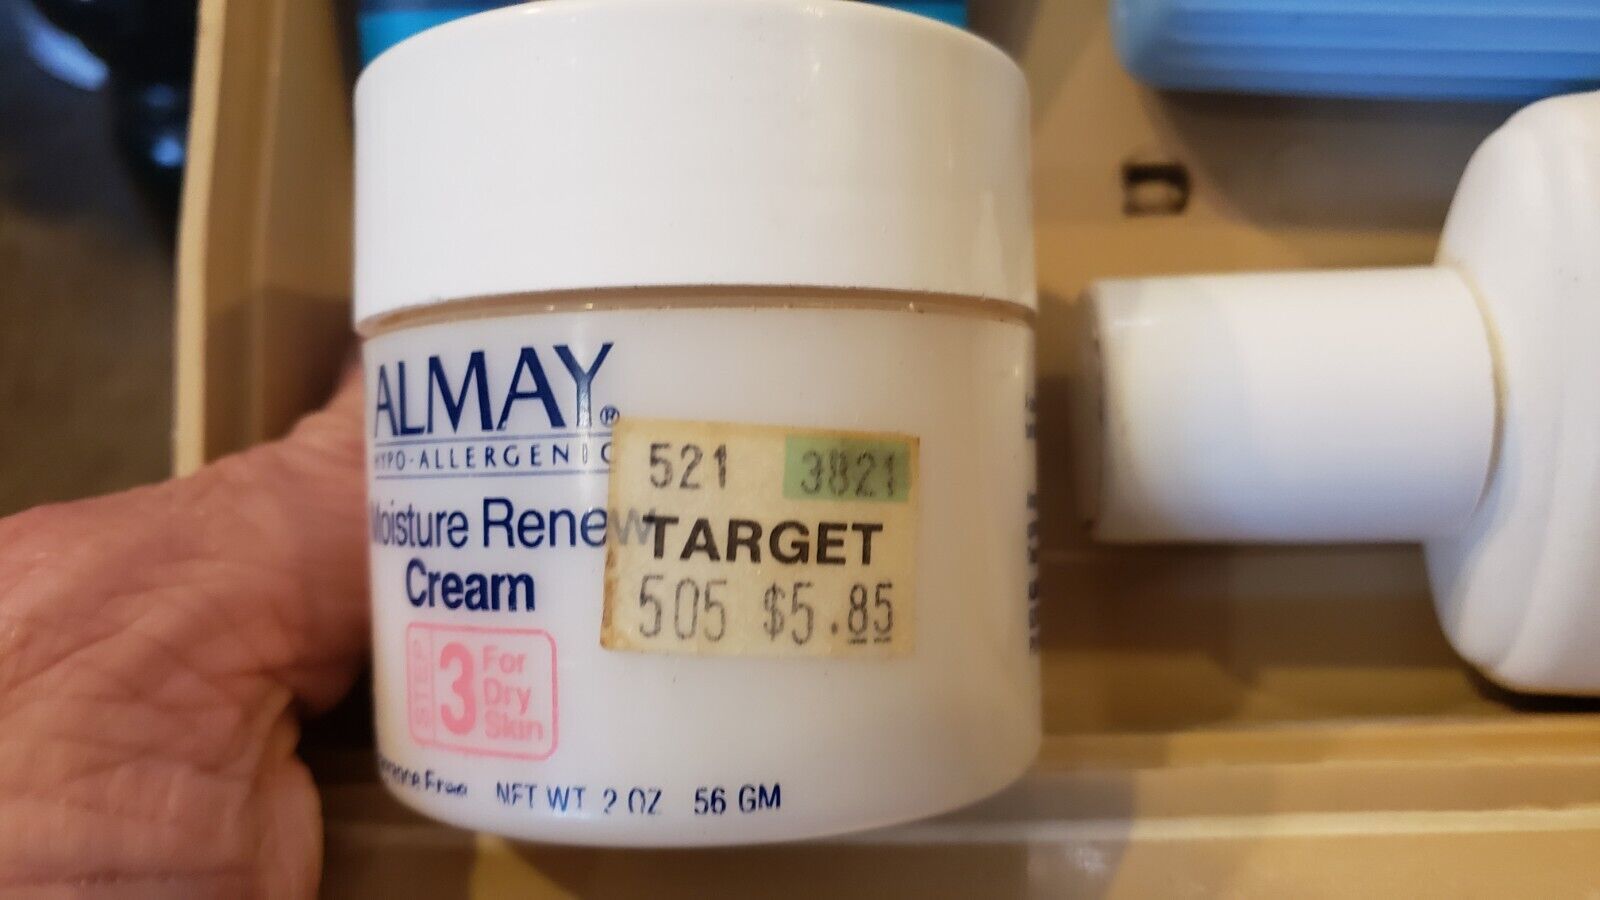 ALMAY®
HYPO-ALLERGENIC
Moisture Renew
Cream
STEP
3
For
Dry
Skin
Free NET WT 2 OZ 56 GM
521 3821
TARGET
505 $5.85